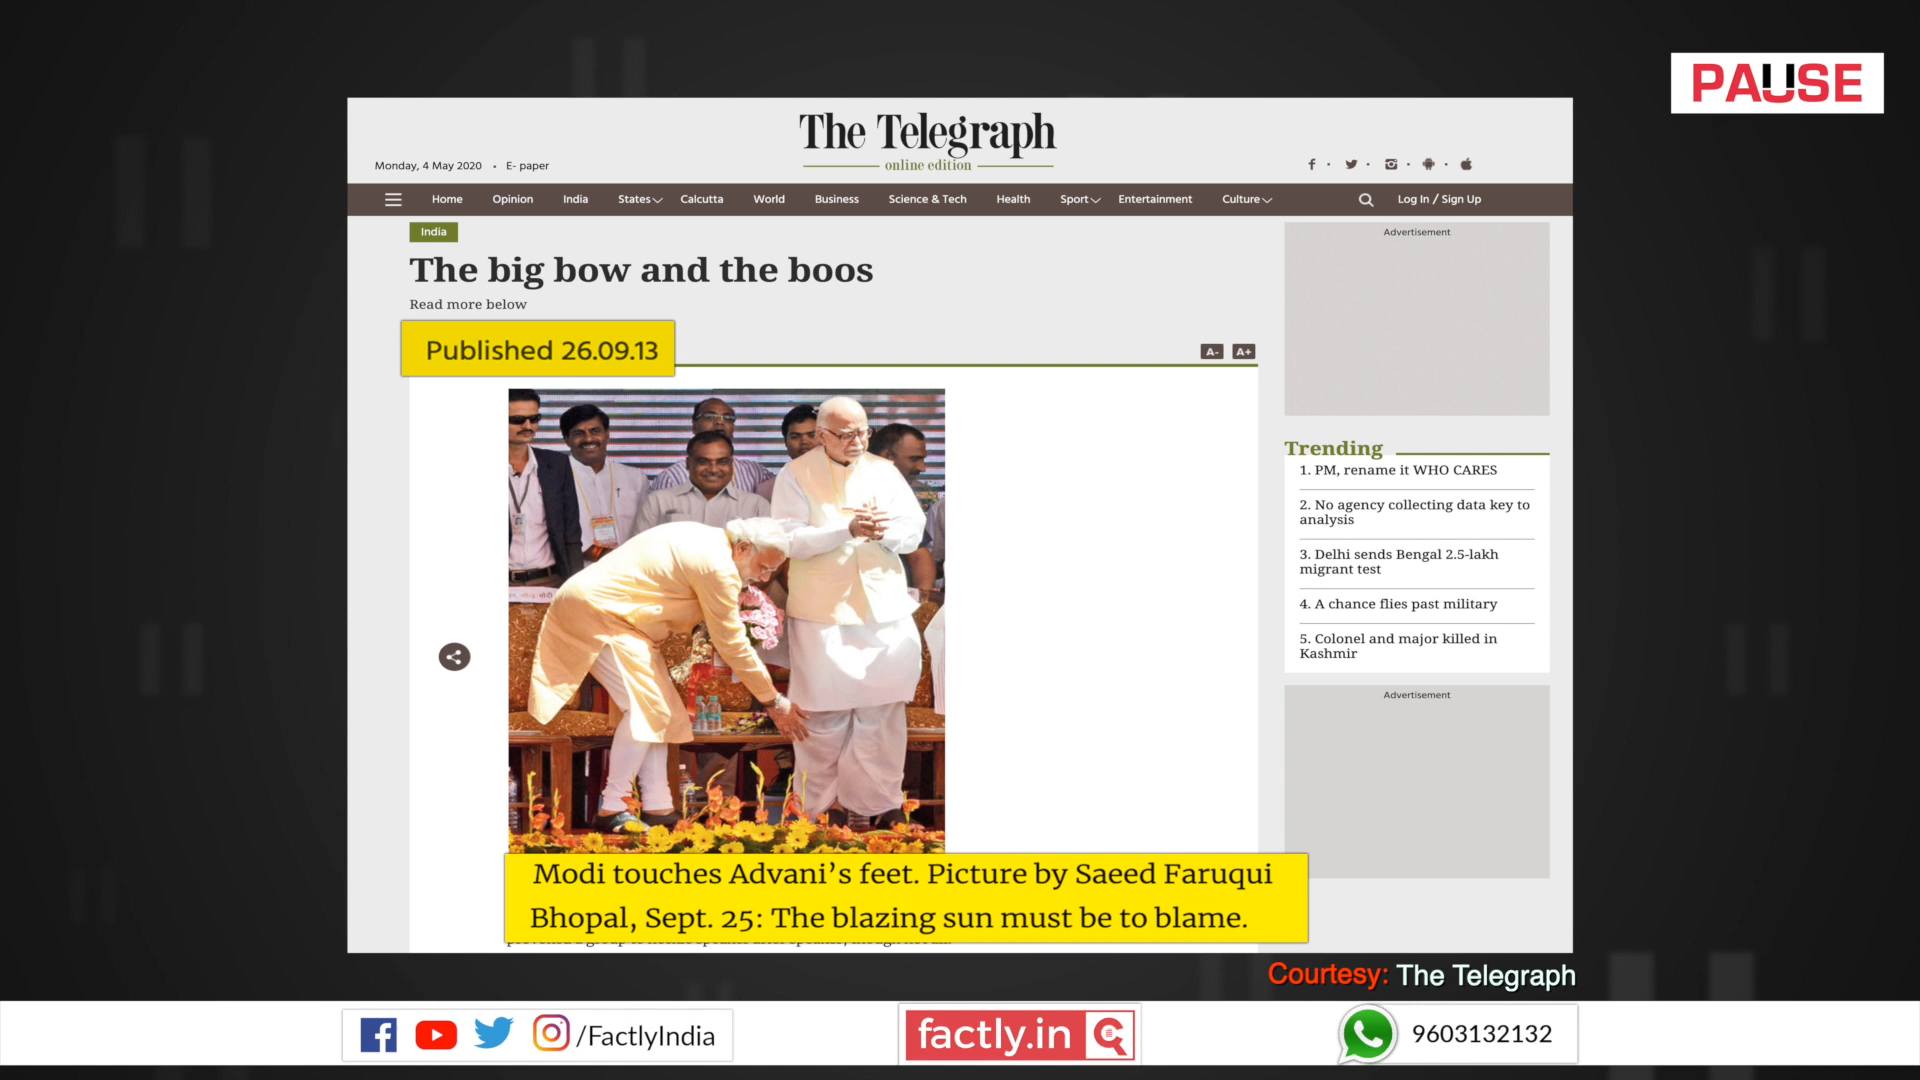 PAUSE
The Telegraph
online edition
Monday, 4 May 2020 • E- paper
Home Opinion India States Calcutta World Business Science & Tech Health Sport Entertainment Culture Log In / Sign Up
India
The big bow and the boos
Read more below
Published 26.09.13
A- A+
Modi touches Advani's feet. Picture by Saeed Faruqui
Bhopal, Sept. 25: The blazing sun must be to blame.
Advertisement
Trending
1. PM, rename it WHO CARES
2. No agency collecting data key to
analysis
3. Delhi sends Bengal 2.5-lakh
migrant test
4. A chance flies past military
5. Colonel and major killed in
Kashmir
Advertisement
Courtesy: The Telegraph
/FactlyIndia
factly.in
9603132132